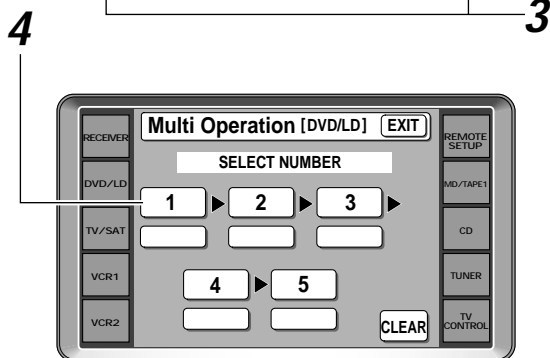 4
3
Multi Operation [DVD/LD] EXIT
SELECT NUMBER
RECEIVER
DVD/LD
TV/SAT
VCR1
VCR2
1 2 3
4 5
CLEAR
REMOTE
SETUP
MD/TAPE1
CD
TUNER
TV
CONTROL